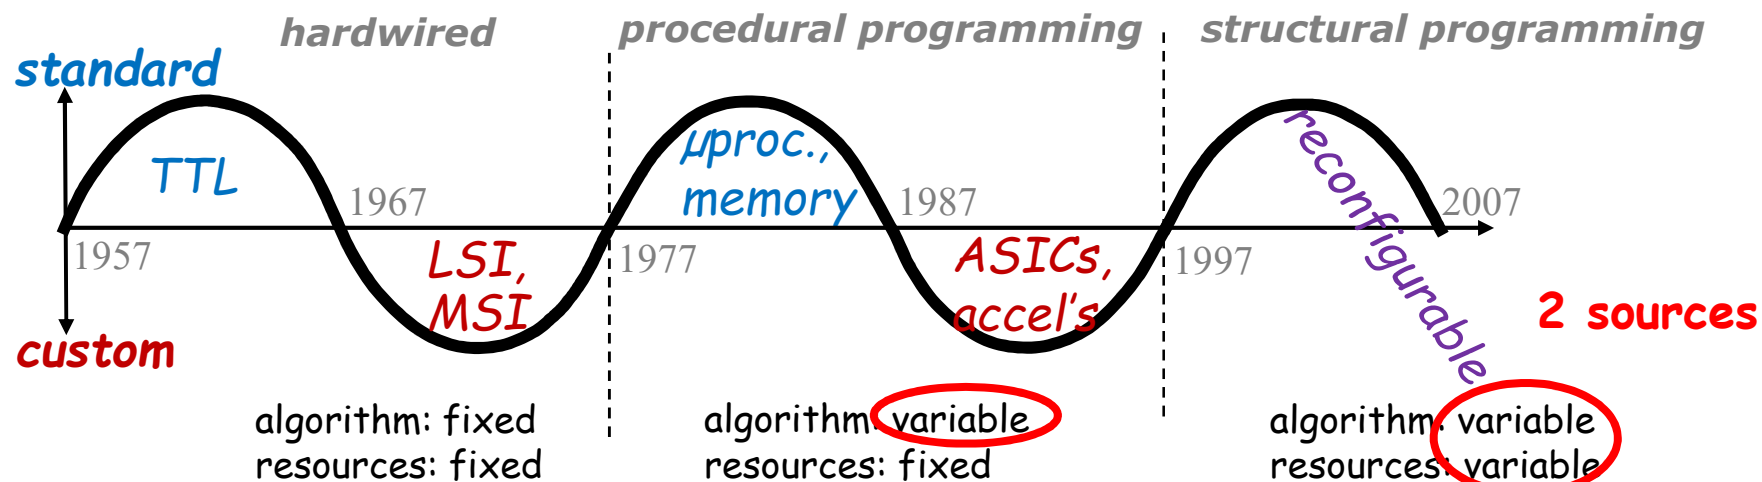 hardwired
procedural programming
structural programming
standard
TTL
µproc.,
memory
reconfigurable
1967
1987
2007
1957
LSI,
MSI
1977
ASICs,
accel's
1997
2 sources
custom
algorithm: fixed
resources: fixed
algorithm: variable
resources: fixed
algorithm: variable
resources: variable